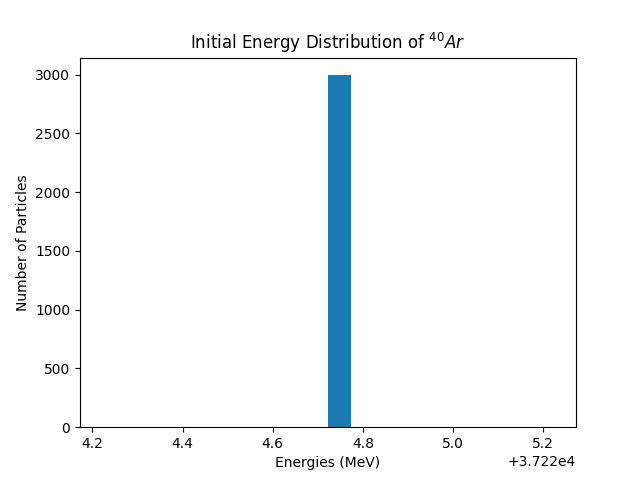 Initial Energy Distribution of ⁴⁰Ar
Number of Particles
3000
2500
2000
1500
1000
500
0
4.2 4.4 4.6 4.8 5.0 5.2
Energies (MeV)
+3.722e4